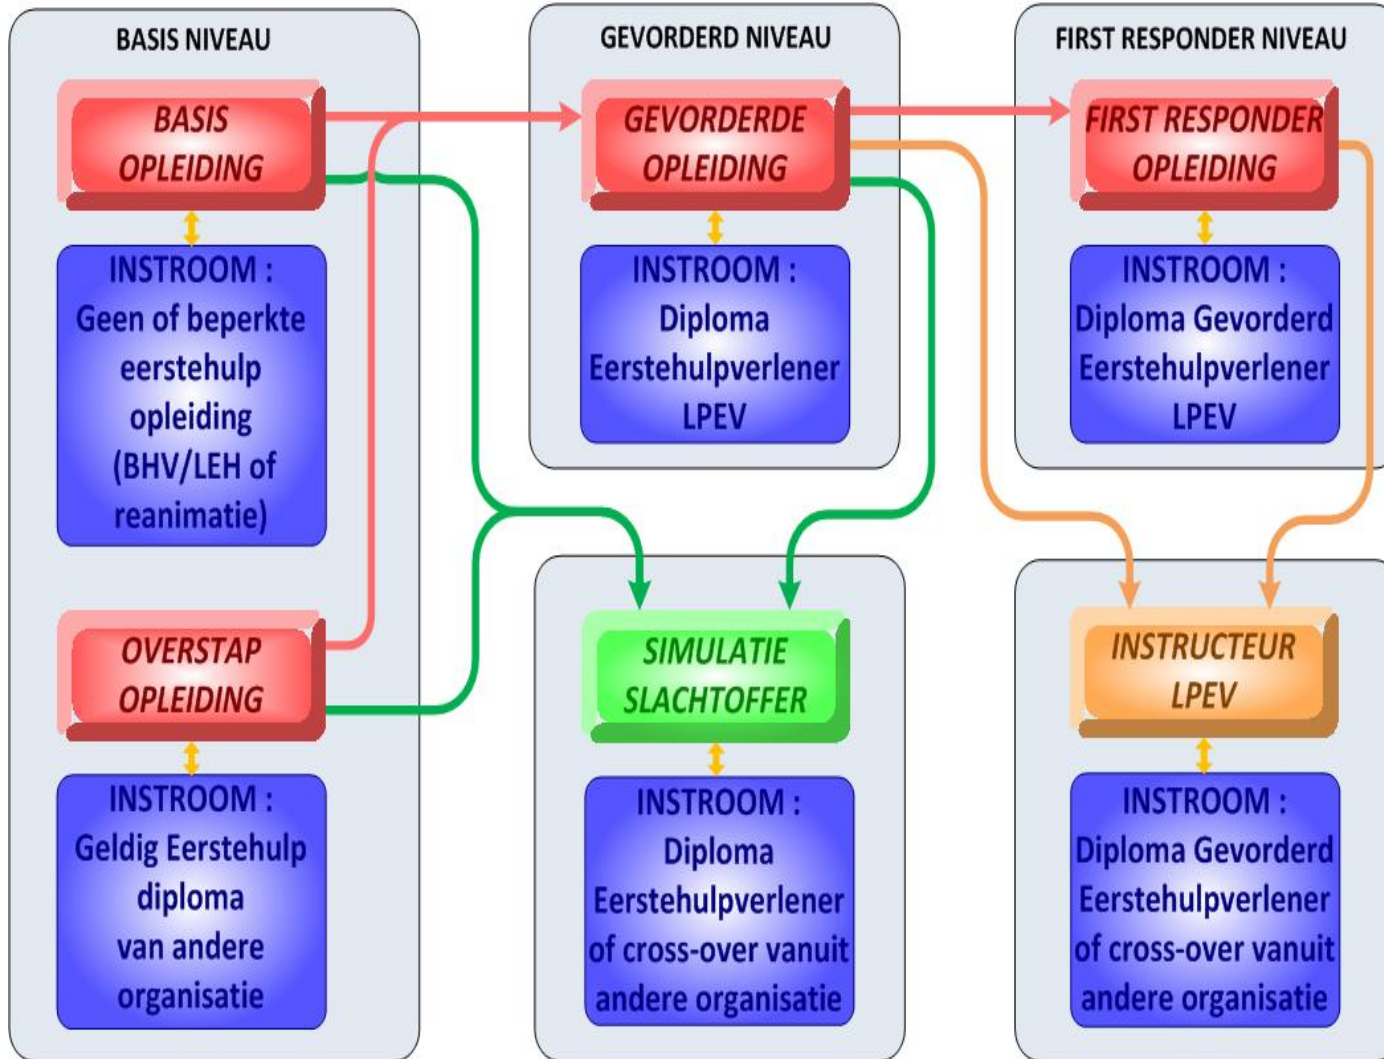 BASIS NIVEAU
BASIS
OPLEIDING
INSTROOM :
Geen of beperkte
eerstehulp
opleiding
(BHV/LEH of
reanimatie)
OVERSTAP
OPLEIDING
INSTROOM :
Geldig Eerstehulp
diploma
van andere
organisatie
GEVORDERD NIVEAU
GEVORDERDE
OPLEIDING
INSTROOM :
Diploma
Eerstehulpverlener
LPEV
SIMULATIE
SLACHTOFFER
INSTROOM :
Diploma
Eerstehulpverlener
of cross-over vanuit
andere organisatie
FIRST RESPONDER NIVEAU
FIRST RESPONDER
OPLEIDING
INSTROOM :
Diploma Gevorderd
Eerstehulpverlener
LPEV
INSTRUCTEUR
LPEV
INSTROOM :
Diploma Gevorderd
Eerstehulpverlener
of cross-over vanuit
andere organisatie